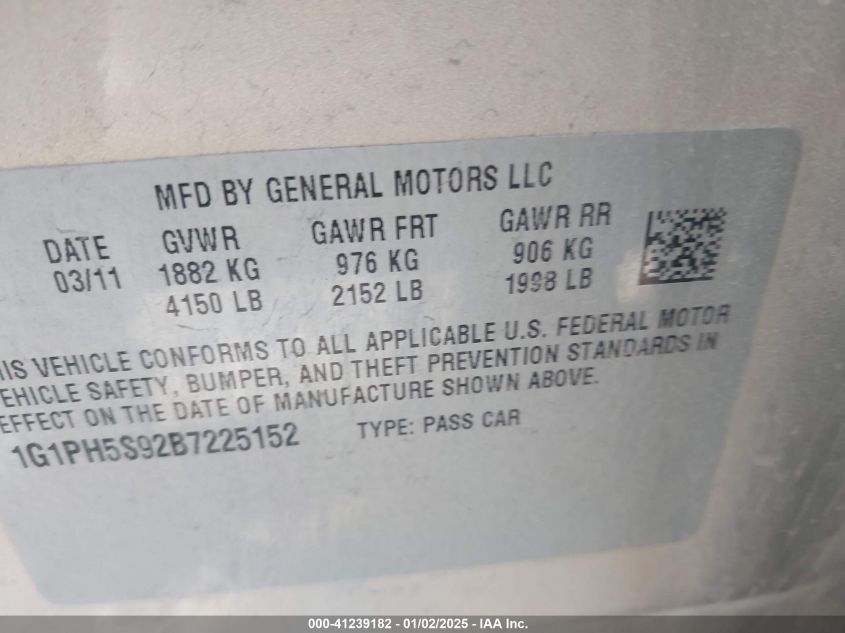 MFD BY GENERAL MOTORS LLC
DATE GVWR GAWR FRT GAWR RR
03/11 1882 KG 976 KG 906 KG
4150 LB 2152 LB 1998 LB
HIS VEHICLE CONFORMS TO ALL APPLICABLE U.S. FEDERAL MOTOR
EHICLE SAFETY, BUMPER, AND THEFT PREVENTION STANDARDS IN
EFFECT ON THE DATE OF MANUFACTURE SHOWN ABOVE.
1G1PH5S92B7225152 TYPE: PASS CAR
000-41239182 - 01/02/2025 - IAA Inc.